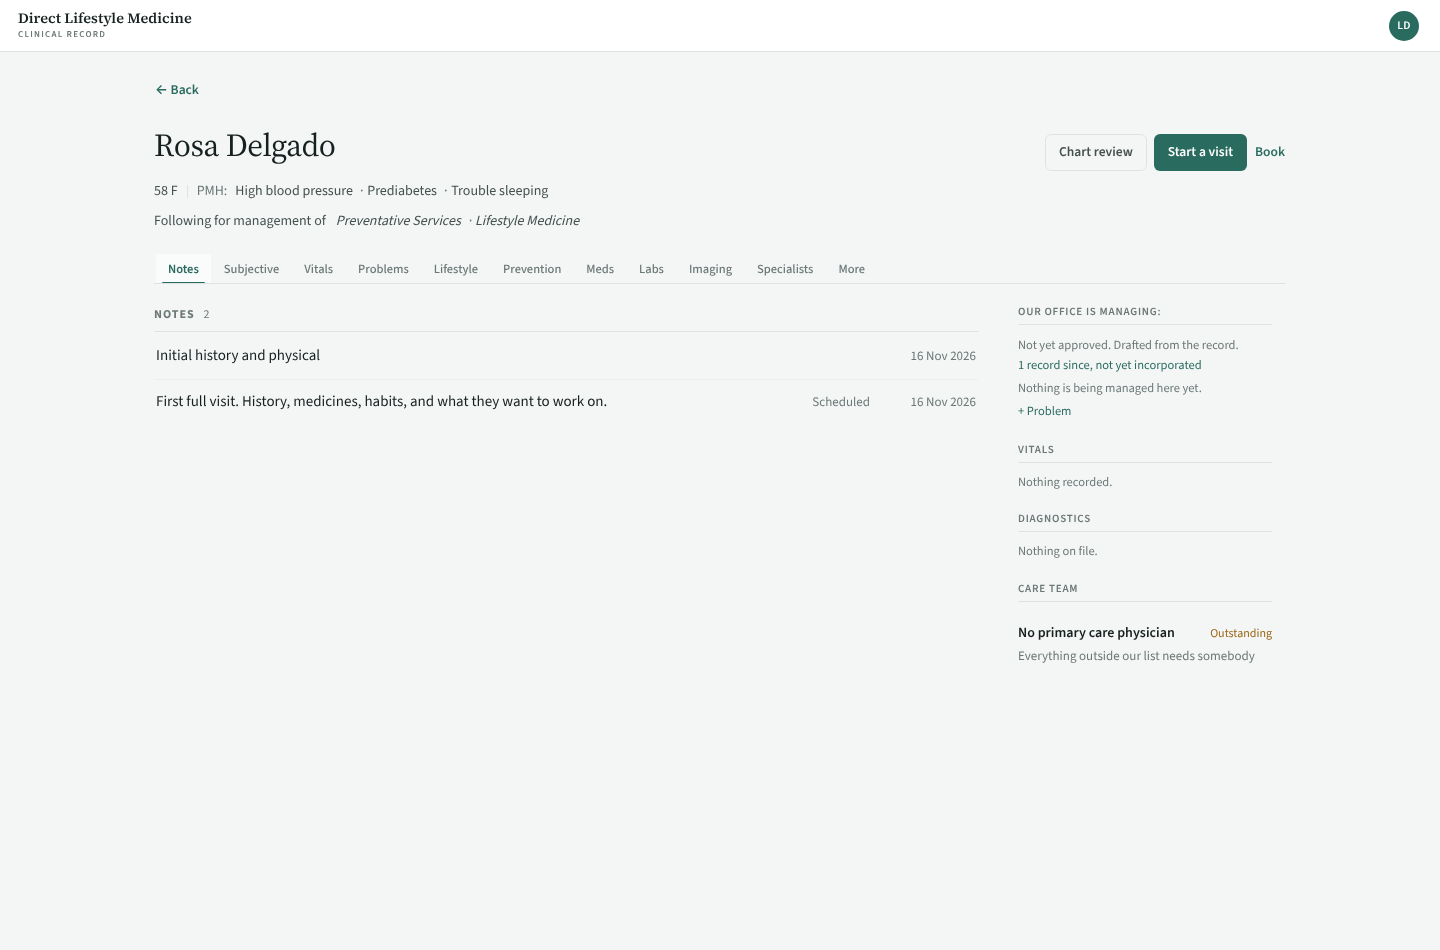 Direct Lifestyle Medicine
CLINICAL RECORD
LD
← Back
Rosa Delgado
Chart review
Start a visit
Book
58 F | PMH: High blood pressure · Prediabetes · Trouble sleeping
Following for management of Preventative Services · Lifestyle Medicine
Notes Subjective Vitals Problems Lifestyle Prevention Meds Labs Imaging Specialists More
NOTES 2
Initial history and physical 16 Nov 2026
First full visit. History, medicines, habits, and what they want to work on. Scheduled 16 Nov 2026
OUR OFFICE IS MANAGING:
Not yet approved. Drafted from the record.
1 record since, not yet incorporated
Nothing is being managed here yet.
+ Problem
VITALS
Nothing recorded.
DIAGNOSTICS
Nothing on file.
CARE TEAM
No primary care physician Outstanding
Everything outside our list needs somebody